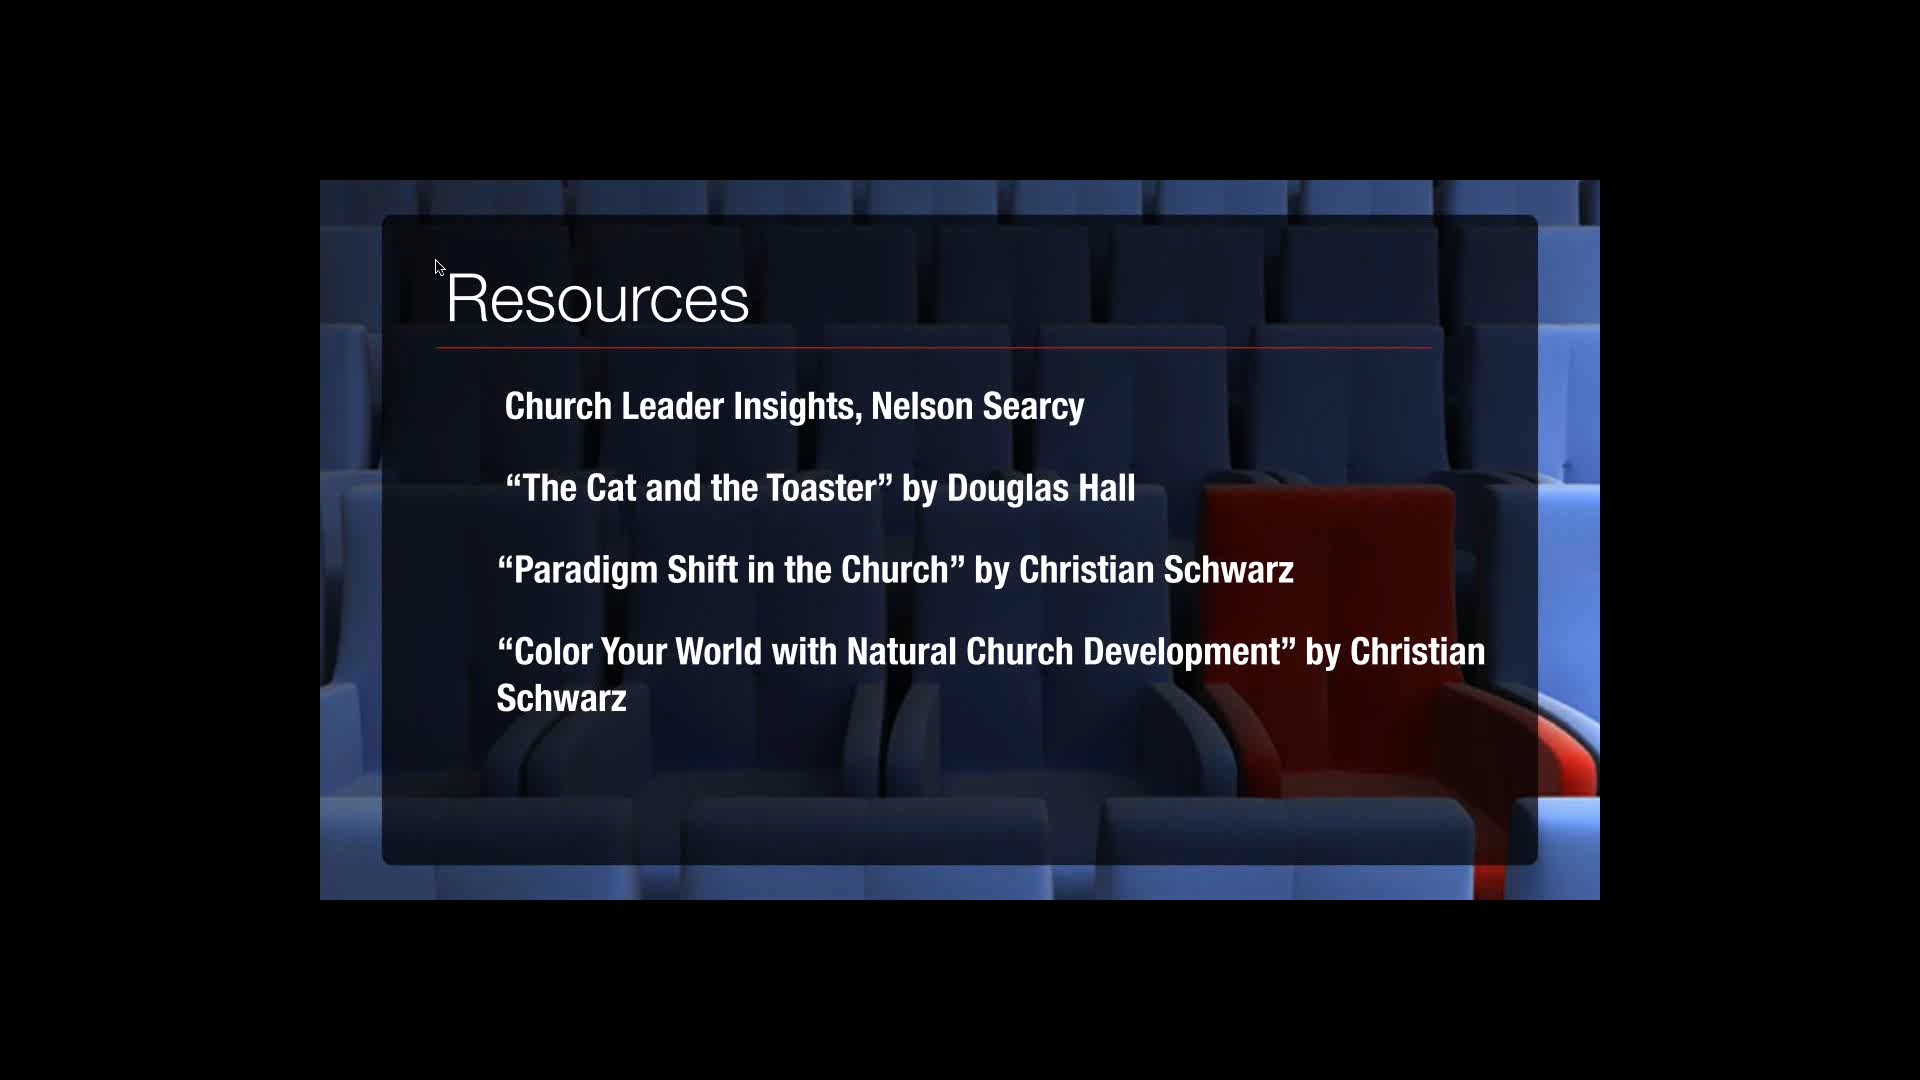 Resources
Church Leader Insights, Nelson Searcy
“The Cat and the Toaster” by Douglas Hall
“Paradigm Shift in the Church” by Christian Schwarz
“Color Your World with Natural Church Development” by Christian
Schwarz